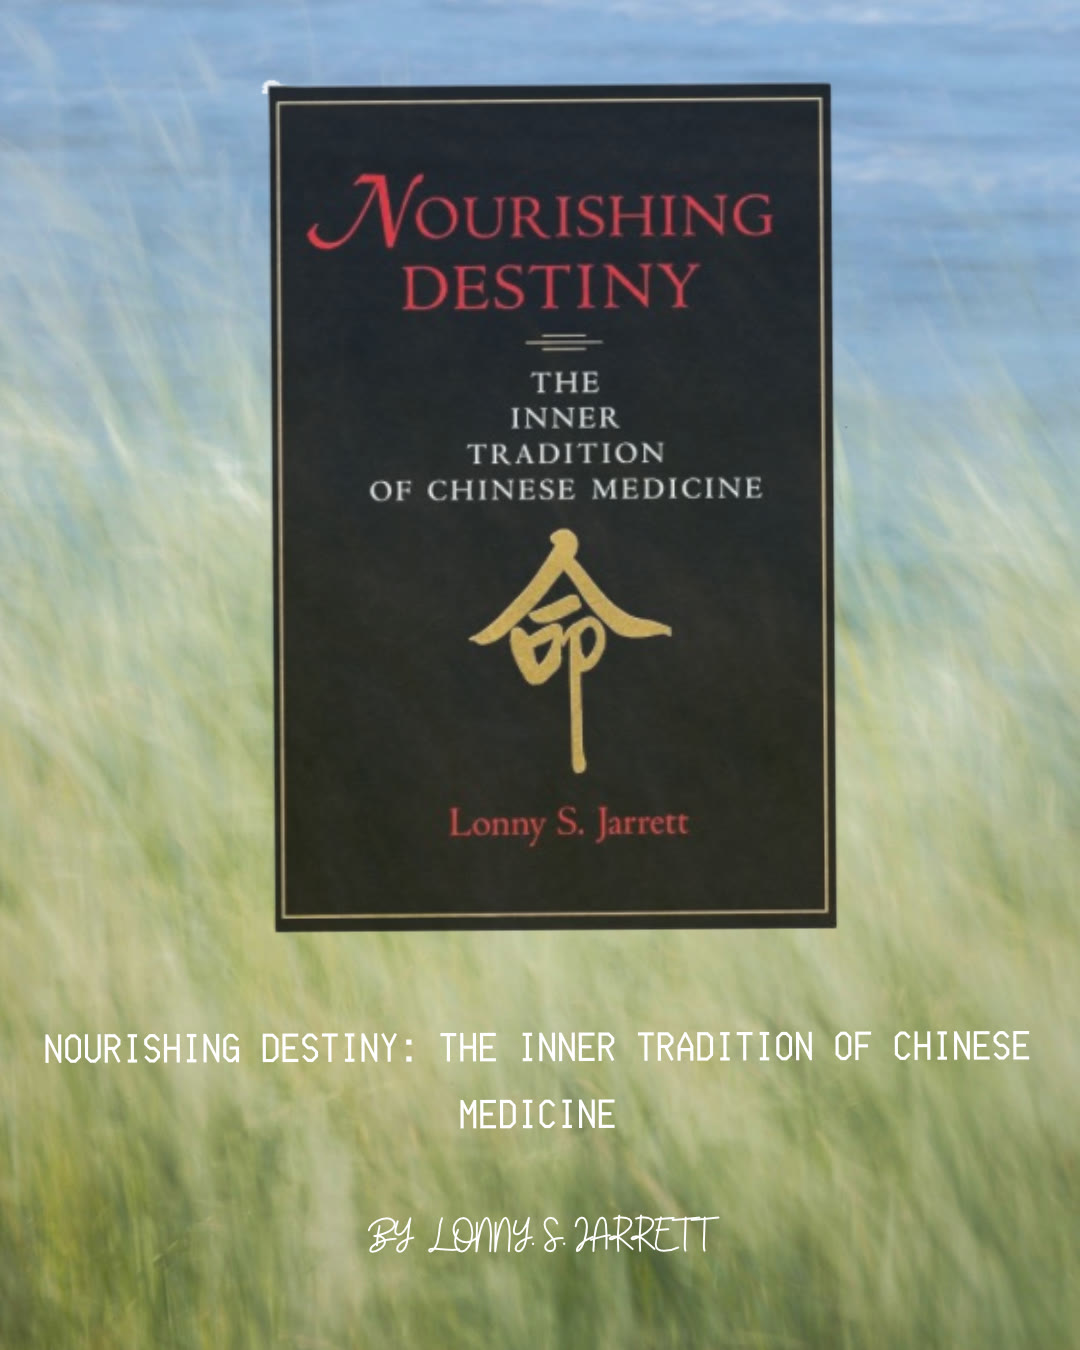 NOURISHING
DESTINY
THE
INNER
TRADITION
OF CHINESE MEDICINE
命
Lonny S. Jarrett
NOURISHING DESTINY: THE INNER TRADITION OF CHINESE
MEDICINE
BY LONNY. S. JARRETT